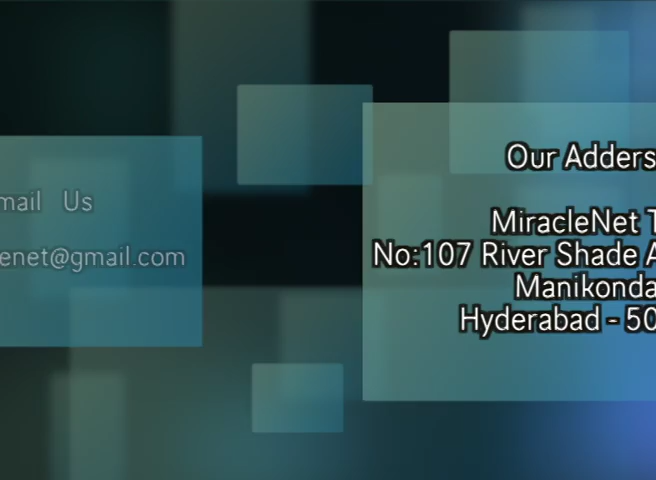 mail Us
enet@gmail.com
Our Adders
MiracleNet T
No:107 River Shade A
Manikonda
Hyderabad - 50